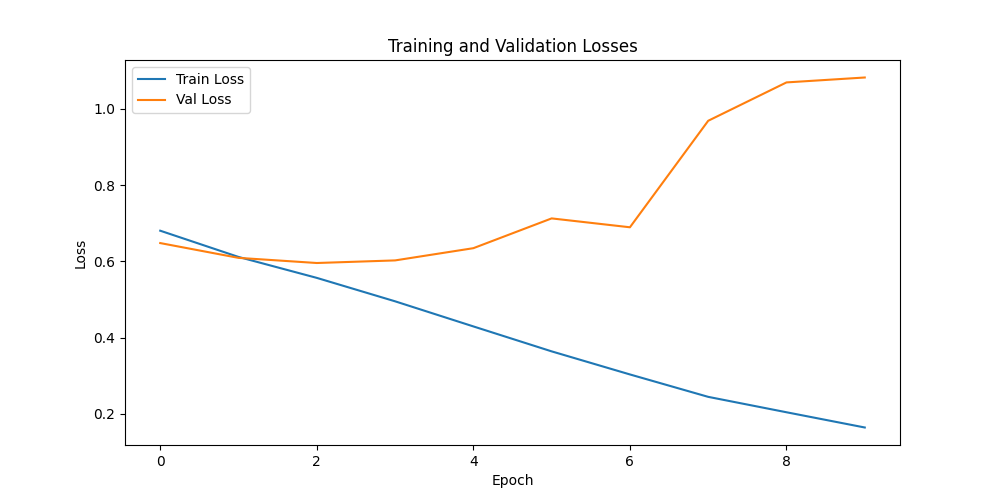 Training and Validation Losses
Train Loss
Val Loss
1.0
0.8
0.6
0.4
0.2
Loss
0 2 4 6 8
Epoch